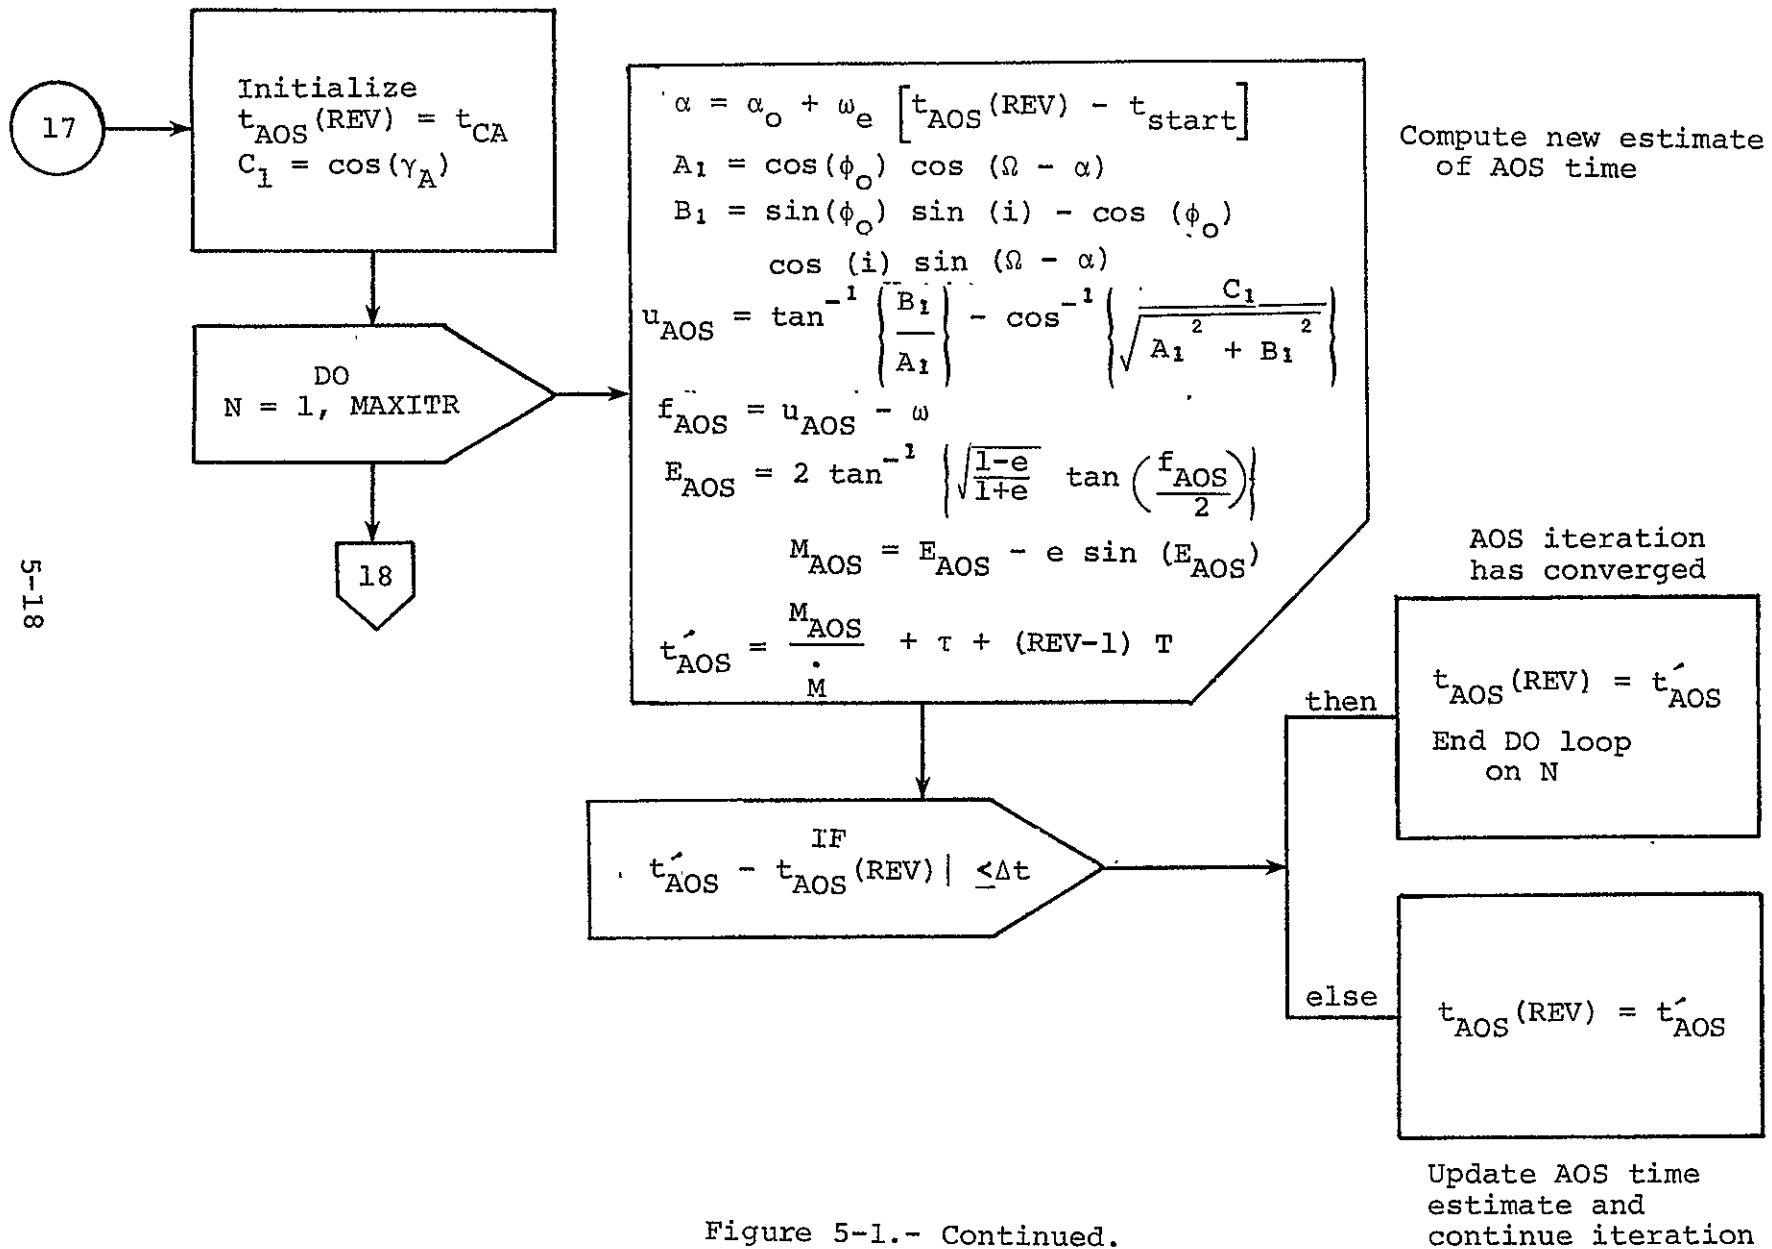 17
Initialize
t_AOS(REV) = t_CA
C_1 = cos(γ_A)
DO
N = 1, MAXITR
18
α = α_o + ω_e [t_AOS(REV) - t_start]
A_1 = cos(φ_o) cos (Ω - α)
B_1 = sin(φ_o) sin (i) - cos (φ_o)
cos (i) sin (Ω - α)
u_AOS = tan^-1 {B_1 / A_1} - cos^-1 {C_1 / √(A_1^2 + B_1^2)}
f_AOS = u_AOS - ω
E_AOS = 2 tan^-1 {√((1-e)/(1+e)) tan (f_AOS / 2)}
M_AOS = E_AOS - e sin (E_AOS)
t´_AOS = M_AOS / Ṁ + τ + (REV-1) T
Compute new estimate
of AOS time
IF
t´_AOS - t_AOS(REV)| ≤Δt
then
AOS iteration
has converged
t_AOS(REV) = t´_AOS
End DO loop
on N
else
t_AOS(REV) = t´_AOS
Update AOS time
estimate and
continue iteration
5-18
Figure 5-1.- Continued.